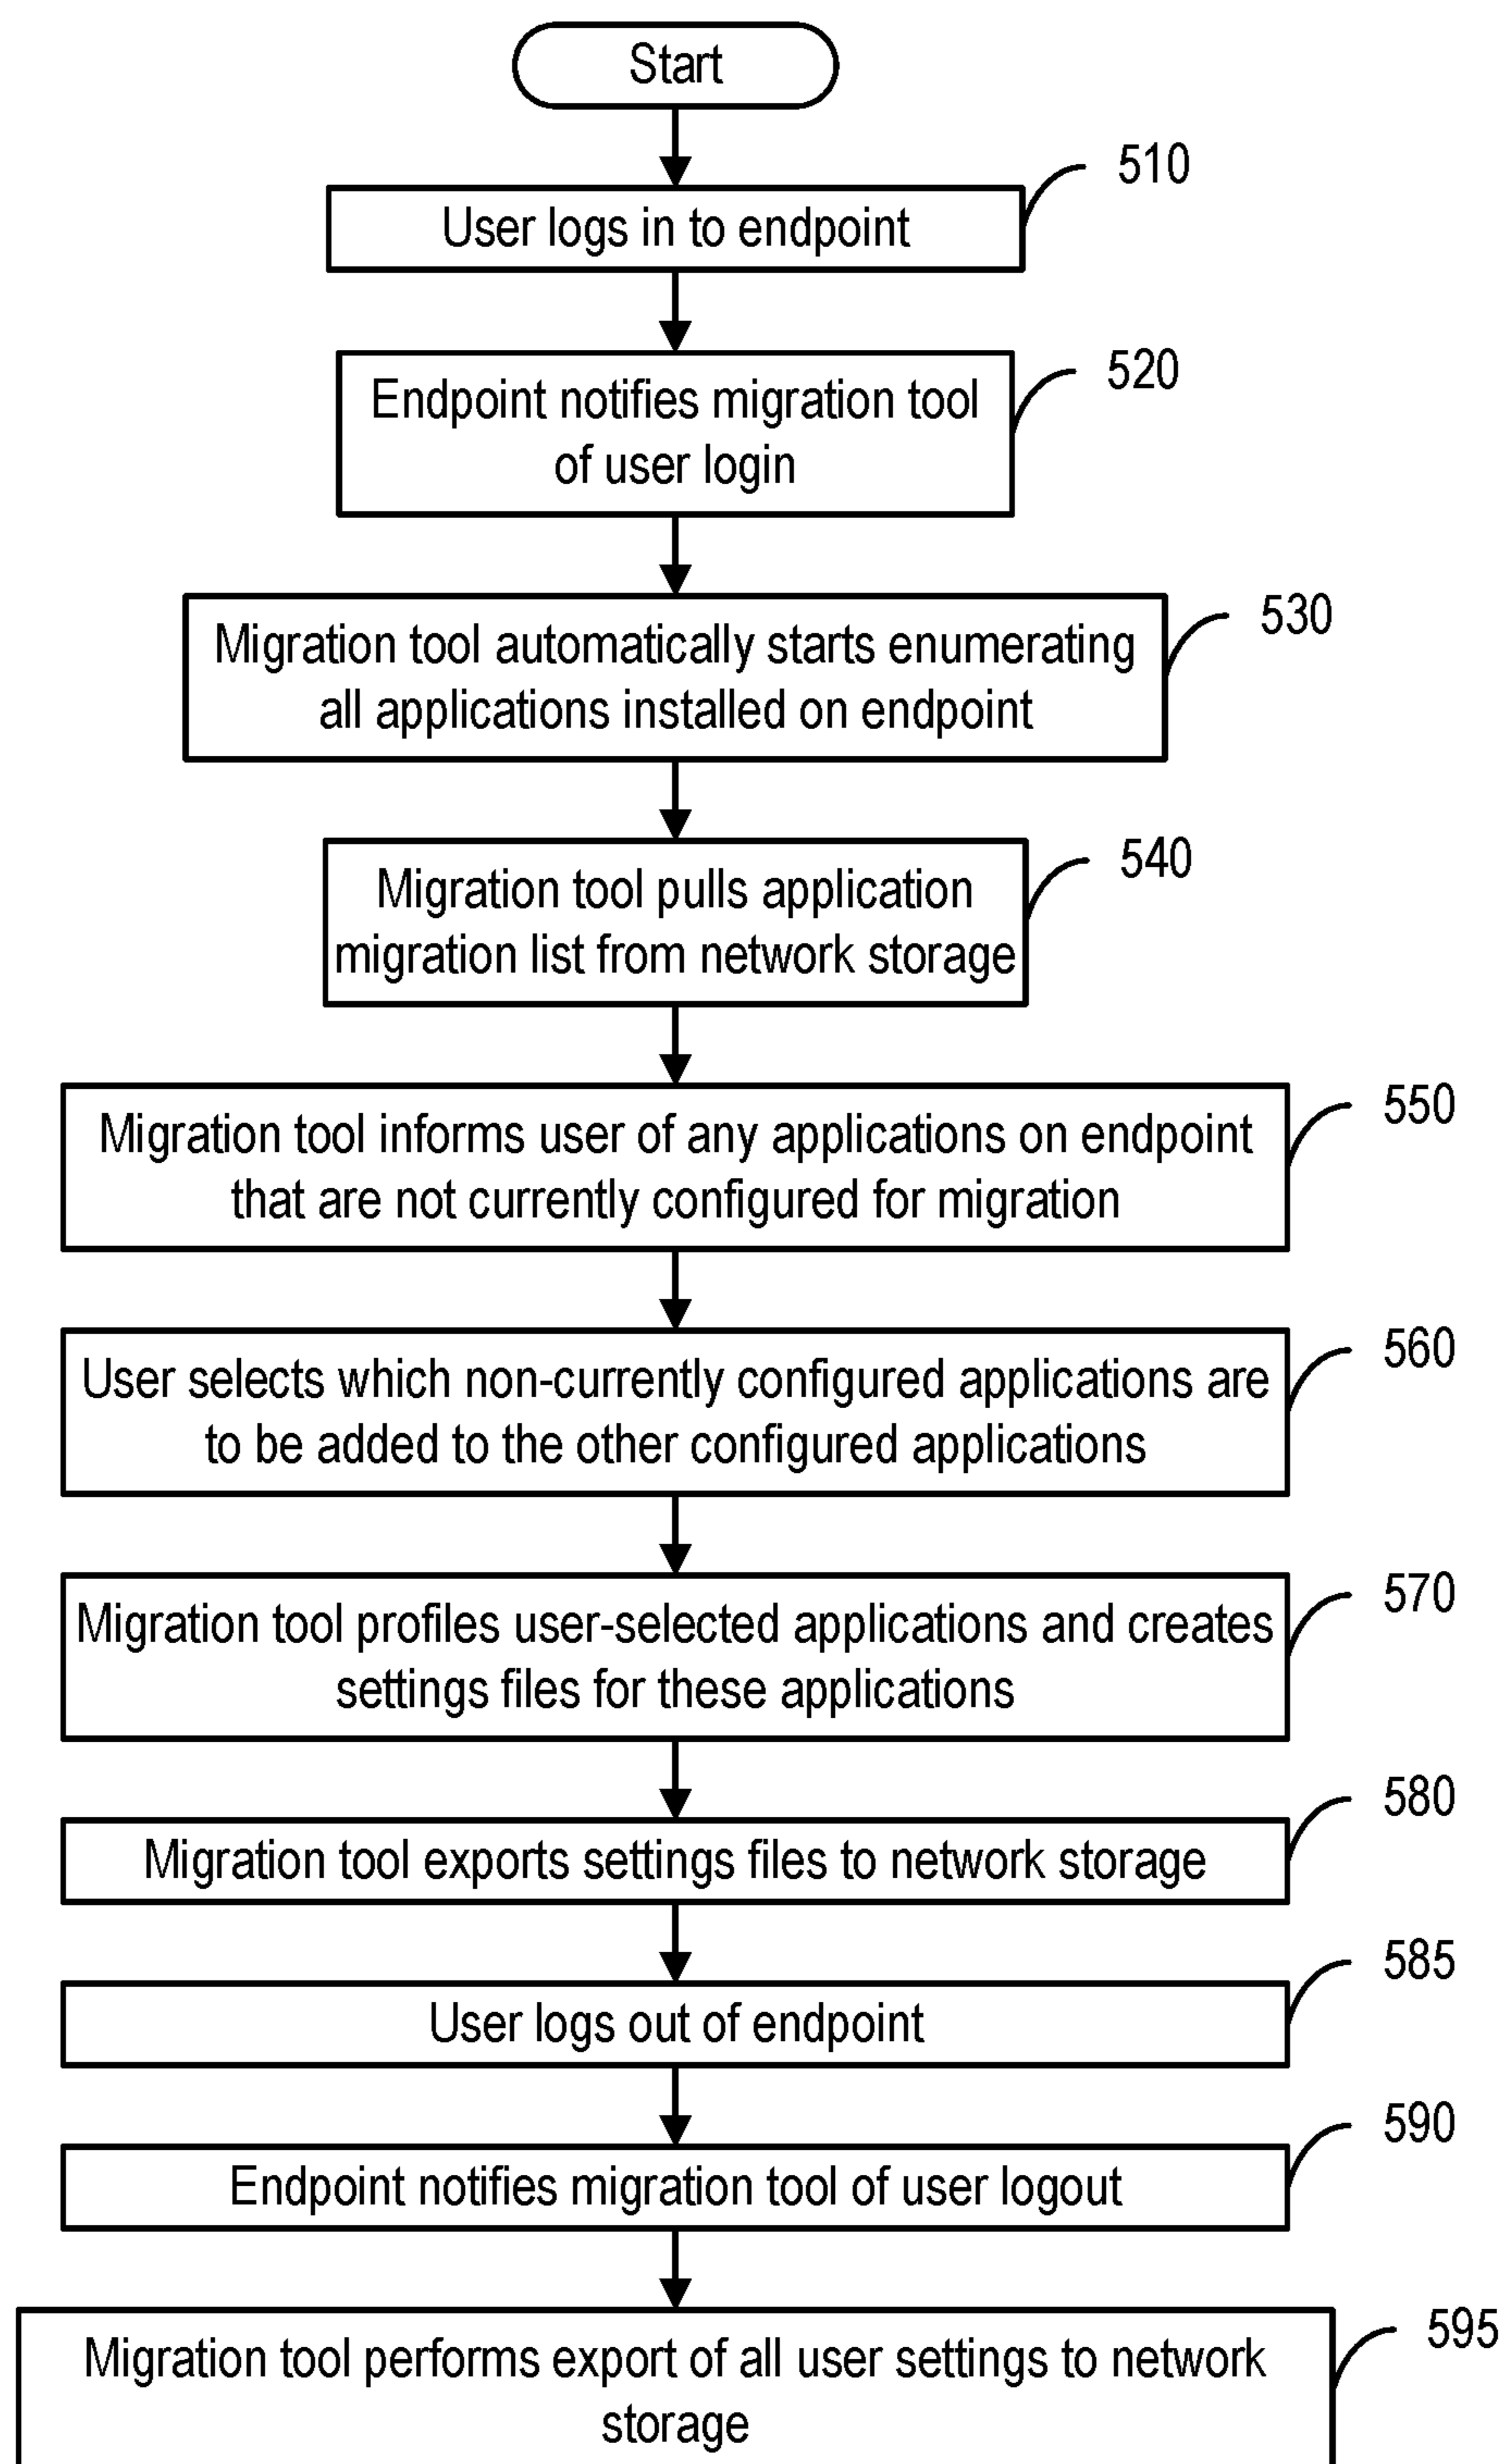 Start
510
User logs in to endpoint
520
Endpoint notifies migration tool
of user login
530
Migration tool automatically starts enumerating
all applications installed on endpoint
540
Migration tool pulls application
migration list from network storage
550
Migration tool informs user of any applications on endpoint
that are not currently configured for migration
560
User selects which non-currently configured applications are
to be added to the other configured applications
570
Migration tool profiles user-selected applications and creates
settings files for these applications
580
Migration tool exports settings files to network storage
585
User logs out of endpoint
590
Endpoint notifies migration tool of user logout
595
Migration tool performs export of all user settings to network
storage